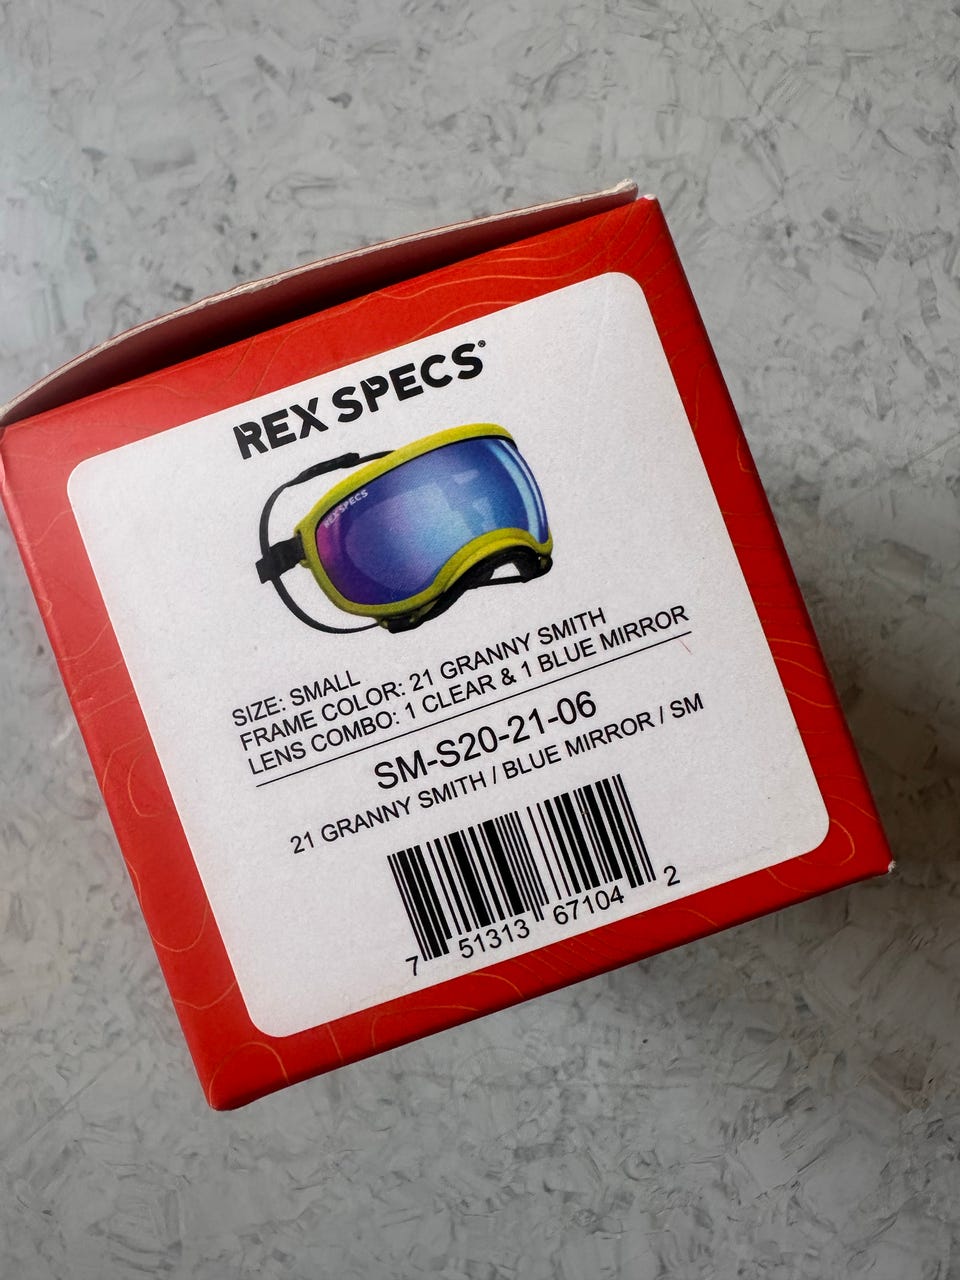 REX SPECS®
REX SPECS
SIZE: SMALL
FRAME COLOR: 21 GRANNY SMITH
LENS COMBO: 1 CLEAR & 1 BLUE MIRROR
SM-S20-21-06
21 GRANNY SMITH / BLUE MIRROR / SM
7 51313 67104 2